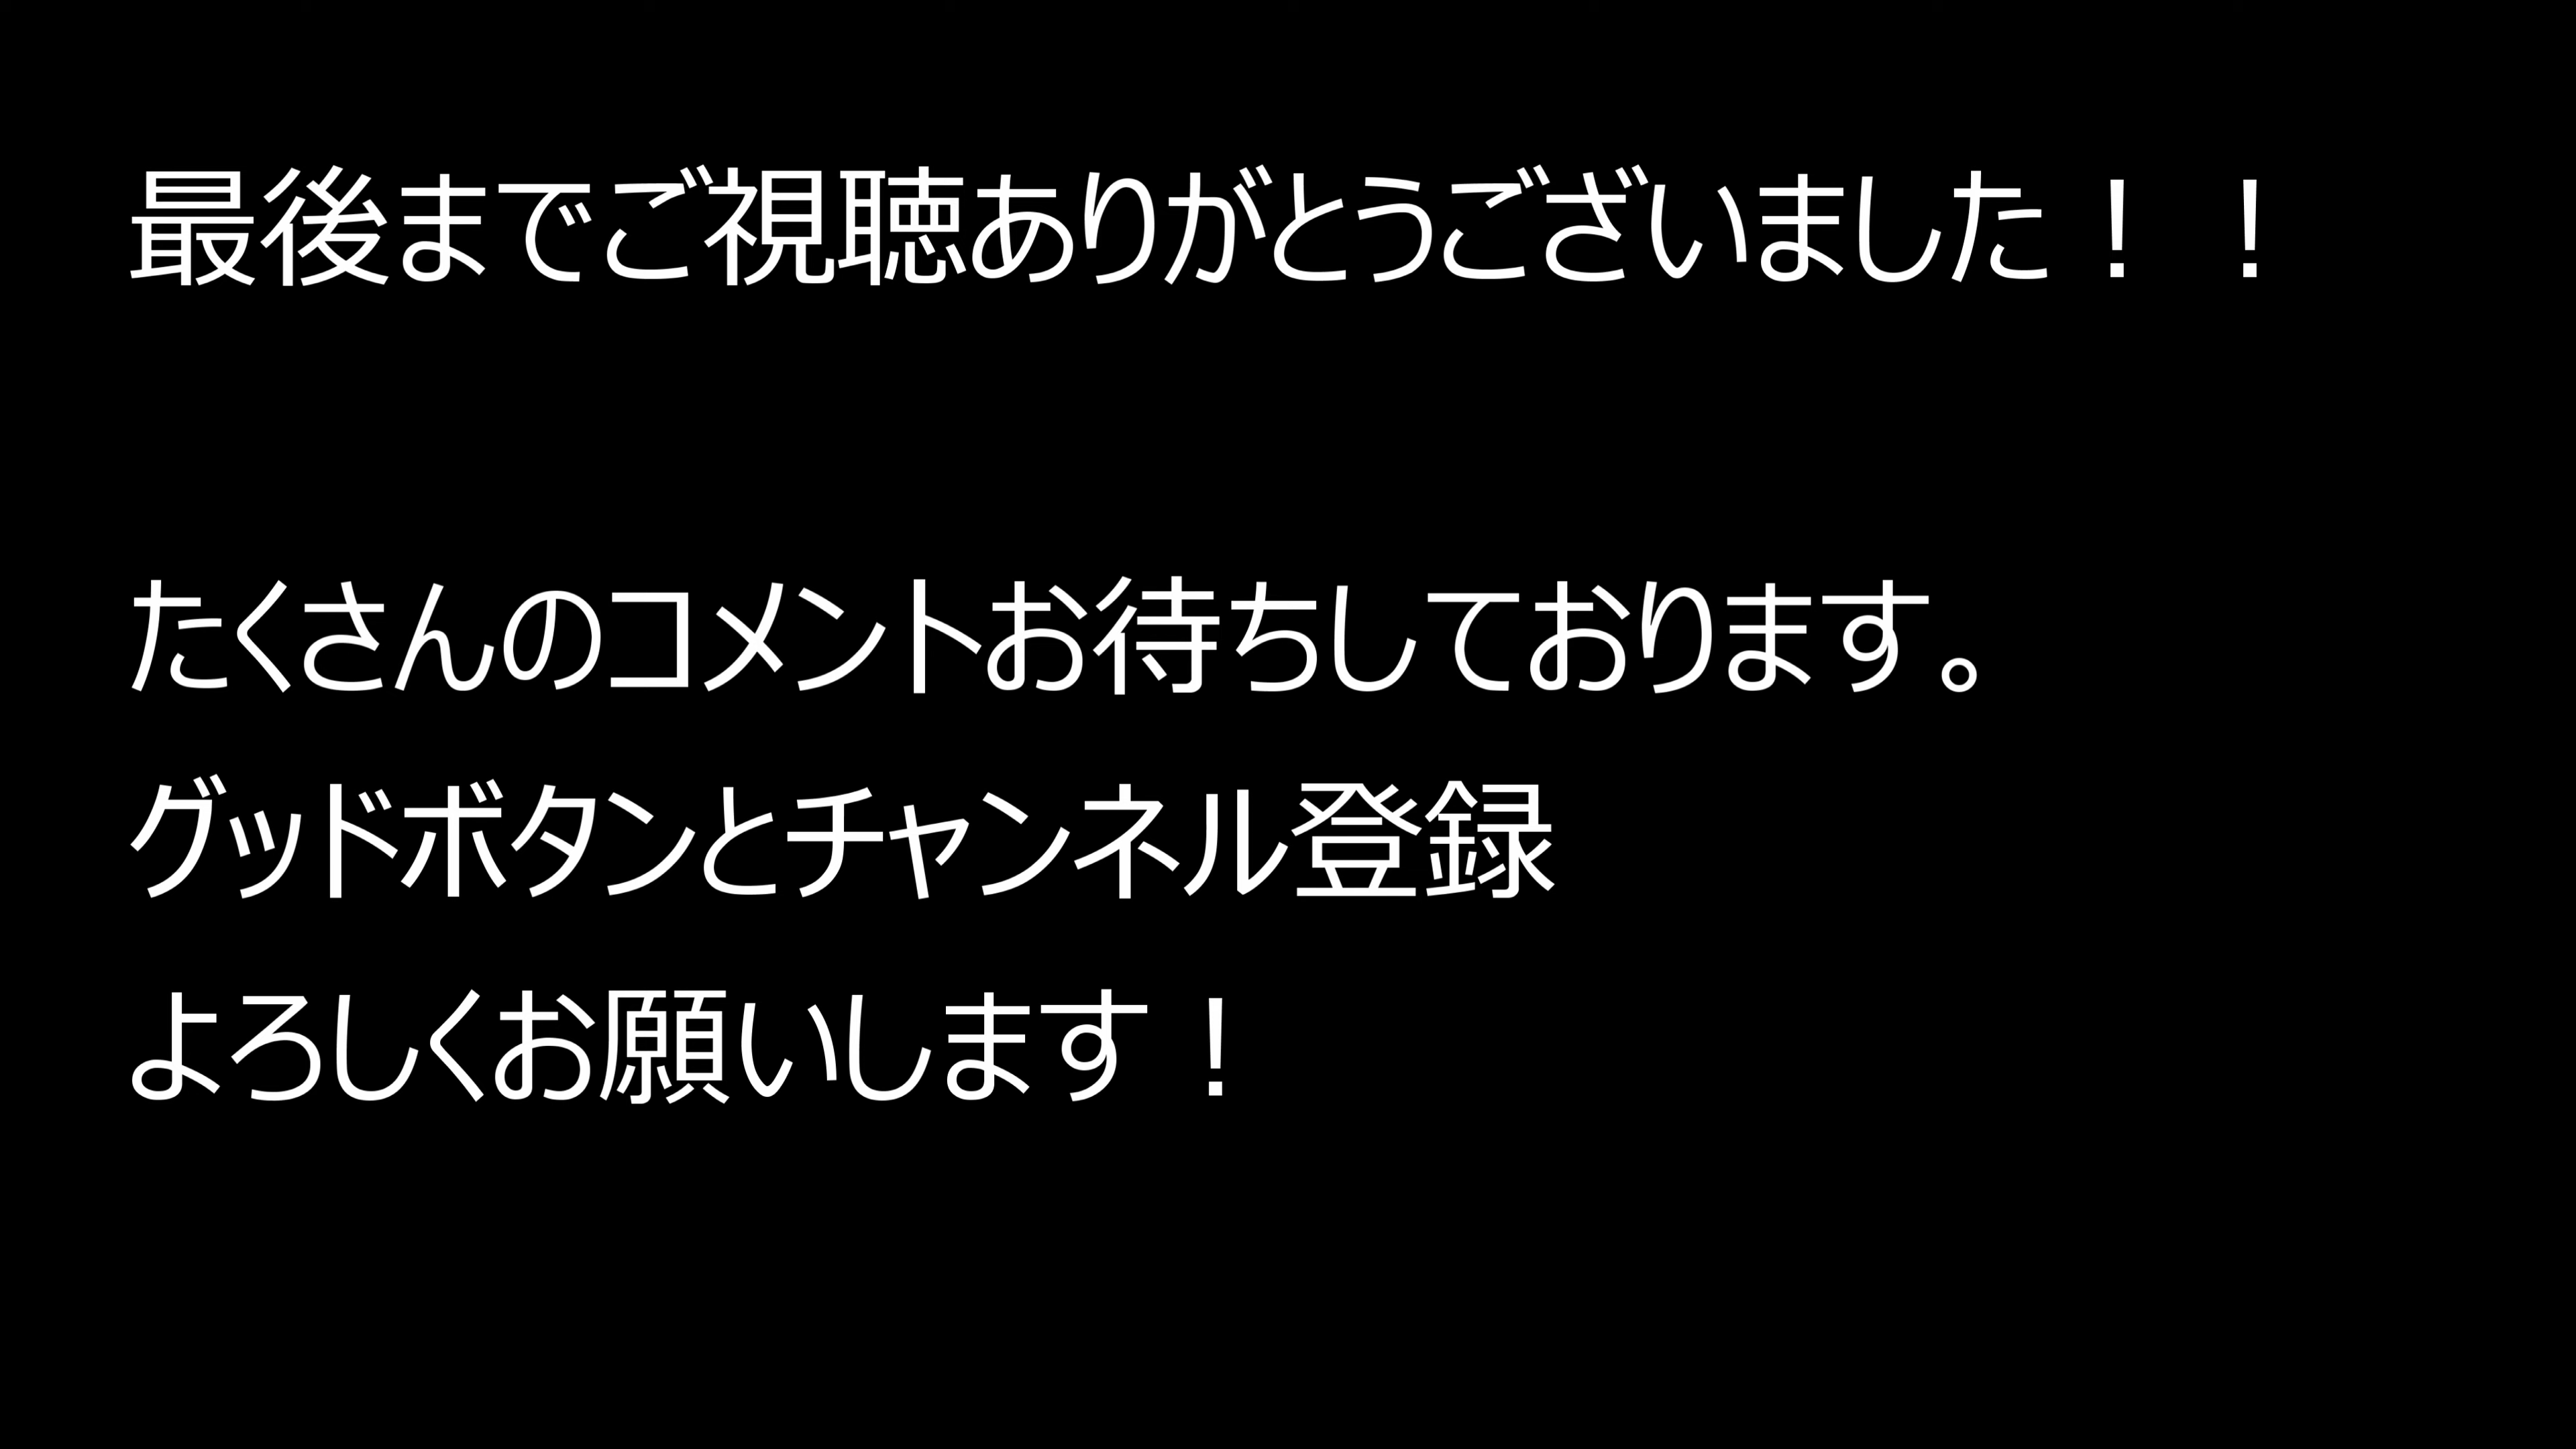 最後までご視聴ありがとうございました！！
たくさんのコメントお待ちしております。
グッドボタンとチャンネル登録
よろしくお願いします！